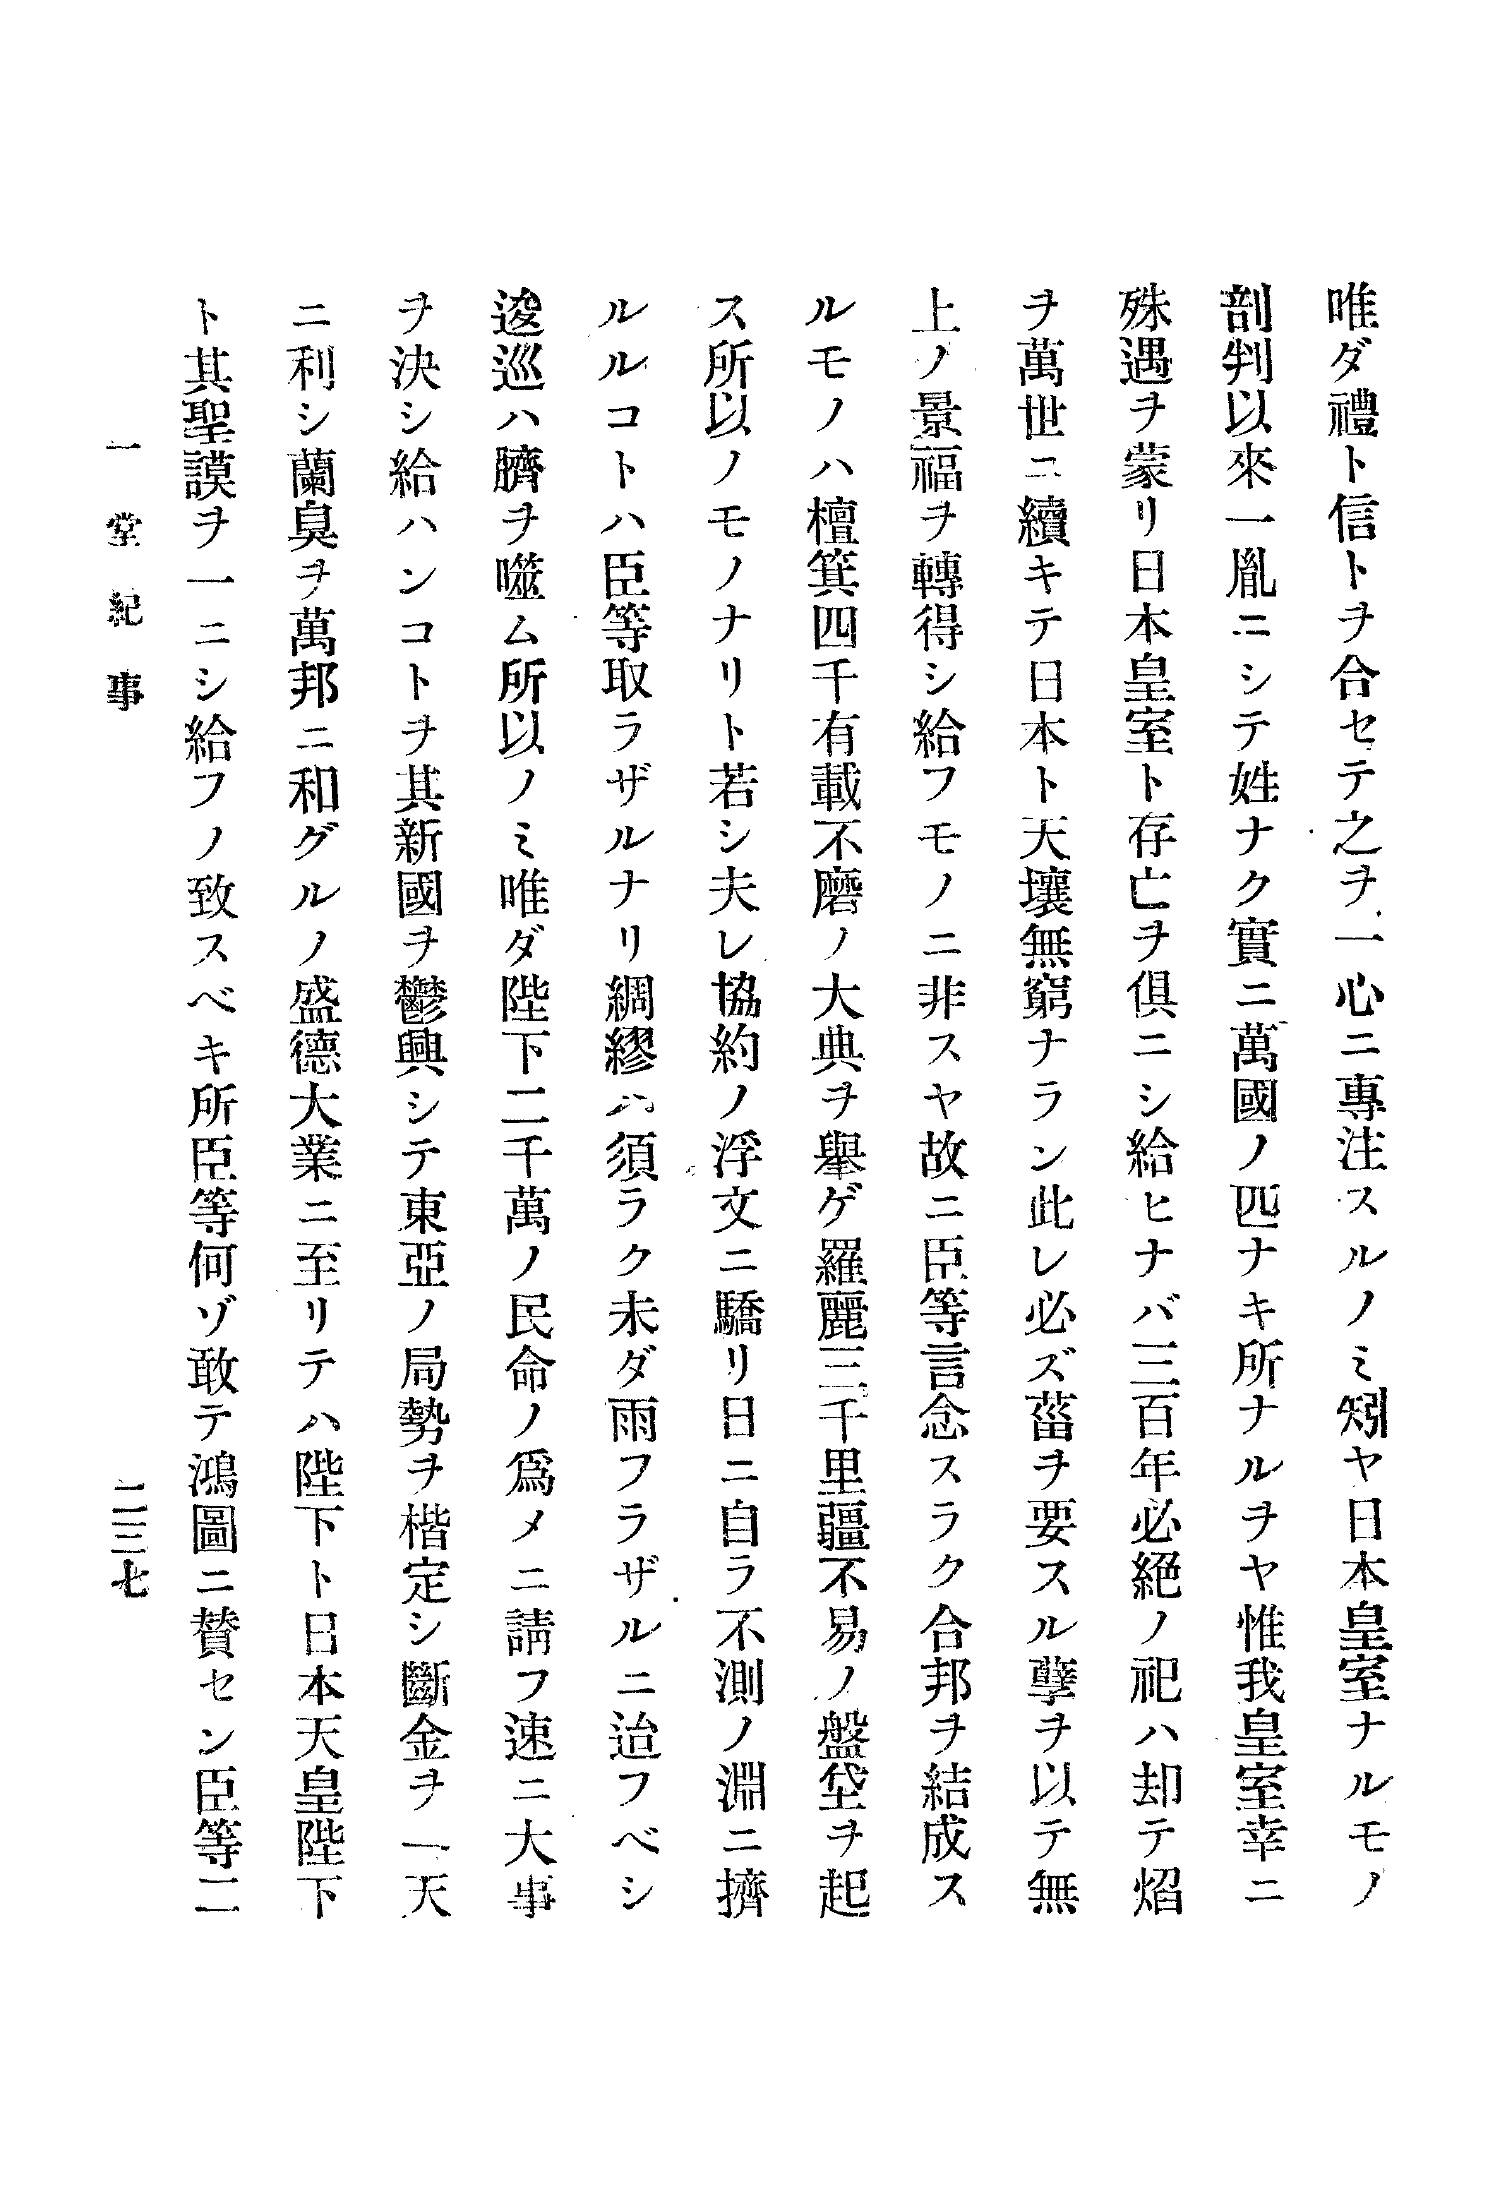 唯ダ禮ト信トヲ合セテ之ヲ一心ニ專注スルノミ矧ヤ日本皇室ナルモノ
剖判以來一胤ニシテ姓ナク實ニ萬國ノ匹ナキ所ナルヲヤ惟我皇室幸ニ
殊遇ヲ蒙リ日本皇室ト存亡ヲ俱ニシ給ヒナバ三百年必絕ノ祀ハ却テ焰
ヲ萬世ニ續キテ日本ト天壤無窮ナラン此レ必ズ菑ヲ要スル孽ヲ以テ無
上ノ景福ヲ轉得シ給フモノニ非スヤ故ニ臣等言念スラク合邦ヲ結成ス
ルモノハ檀箕四千有載不磨ノ大典ヲ擧ゲ羅麗三千里疆不易ノ盤垈ヲ起
ス所以ノモノナリト若シ夫レ協約ノ浮文ニ驕リ日ニ自ラ不測ノ淵ニ擠
ルルコトハ臣等取ラザルナリ綢繆ハ須ラク未ダ雨フラザルニ迨フベシ
逡巡ハ臍ヲ噬ム所以ノミ唯ダ陛下二千萬ノ民命ノ爲メニ請フ速ニ大事
ヲ決シ給ハンコトヲ其新國ヲ鬱興シテ東亞ノ局勢ヲ楷定シ斷金ヲ一天
ニ利シ蘭臭ヲ萬邦ニ和グルノ盛德大業ニ至リテハ陛下ト日本天皇陛下
ト其聖謨ヲ一ニシ給フノ致スベキ所臣等何ゾ敢テ鴻圖ニ贊セン臣等二
一堂紀事
二三七